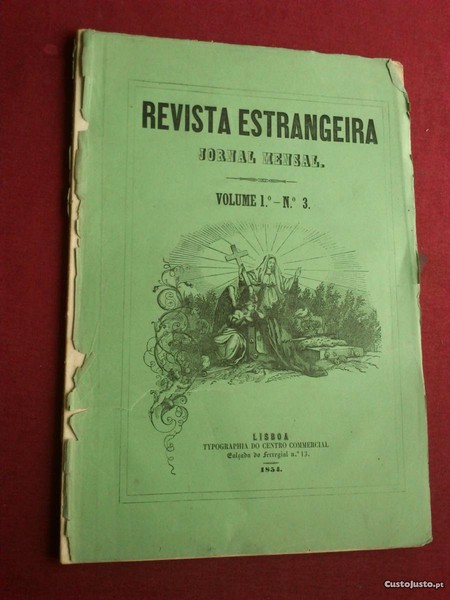 REVISTA ESTRANGEIRA
JORNAL MENSAL.
VOLUME 1.º – N.º 3.
LISBOA
TYPOGRAPHIA DO CENTRO COMMERCIAL
Calçada do Ferregial n.º 13.
1854.
CustoJusto.pt